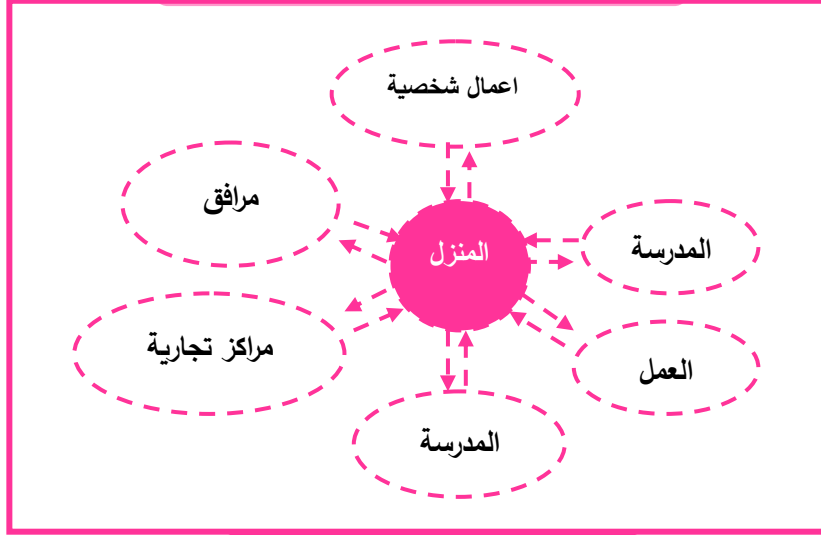 اعمال شخصية
مرافق
المنزل
المدرسة
مراكز تجارية
العمل
المدرسة